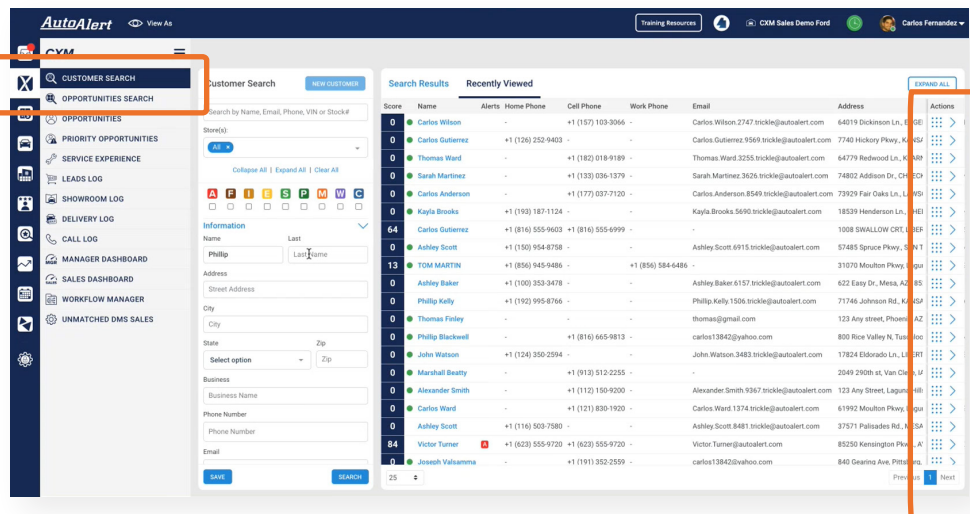 AutoAlert View As Training Resources CXM Sales Demo Ford Carlos Fernandez
CXM
CUSTOMER SEARCH
OPPORTUNITIES SEARCH
OPPORTUNITIES
PRIORITY OPPORTUNITIES
SERVICE EXPERIENCE
LEADS LOG
SHOWROOM LOG
DELIVERY LOG
CALL LOG
MANAGER DASHBOARD
SALES DASHBOARD
WORKFLOW MANAGER
UNMATCHED DMS SALES
Customer Search NEW CUSTOMER
Search by Name, Email, Phone, VIN or Stock#
Store(s):
All ×
Collapse All | Expand All | Clear All
A F I E S P M W C
Information
Name Last
Phillip Last Name
Address
Street Address
City
City
State Zip
Select option Zip
Business
Business Name
Phone Number
Phone Number
Email
SAVE SEARCH
Search Results Recently Viewed EXPAND ALL
Score Name Alerts Home Phone Cell Phone Work Phone Email Address Actions
0 Carlos Wilson - +1 (157) 103-3066 - Carlos.Wilson.2747.trickle@autoalert.com 64019 Dickinson Ln.,
0 Carlos Gutierrez +1 (126) 252-9403 - Carlos.Gutierrez.9569.trickle@autoalert.com 7740 Hickory Pkwy.,
0 Thomas Ward - +1 (182) 018-9189 - Thomas.Ward.3255.trickle@autoalert.com 64779 Redwood Ln.,
0 Sarah Martinez - +1 (133) 036-1379 - Sarah.Martinez.3626.trickle@autoalert.com 74802 Addison Dr.,
0 Carlos Anderson - +1 (177) 037-7120 - Carlos.Anderson.8549.trickle@autoalert.com 73929 Fair Oaks Ln.,
0 Kayla Brooks +1 (193) 187-1124 - Kayla.Brooks.5690.trickle@autoalert.com 18539 Henderson Ln.,
64 Carlos Gutierrez +1 (816) 555-9603 +1 (816) 555-6999 - - 1008 SWALLOW CRT,
0 Ashley Scott +1 (150) 954-8758 - Ashley.Scott.6915.trickle@autoalert.com 57485 Spruce Pkwy.,
13 TOM MARTIN +1 (856) 945-9486 - +1 (856) 584-6486 - 31070 Moulton Pkwy,
0 Ashley Baker +1 (100) 353-3478 - Ashley.Baker.6157.trickle@autoalert.com 622 Easy Dr., Mesa, AZ
0 Phillip Kelly +1 (192) 995-8766 - Phillip.Kelly.1506.trickle@autoalert.com 71746 Johnson Rd.,
0 Thomas Finley - - thomas@gmail.com 123 Any street, AZ
0 Phillip Blackwell - +1 (816) 665-9813 - carlos13842@yahoo.com 800 Rice Valley N,
0 John Watson +1 (124) 350-2594 - John.Watson.3483.trickle@autoalert.com 17824 Eldorado Ln.,
0 Marshall Beatty - +1 (913) 512-2255 - - 2049 290th st, Van
0 Alexander Smith +1 (112) 150-9200 - Alexander.Smith.9367.trickle@autoalert.com 123 Any Street,
0 Carlos Ward - +1 (121) 830-1920 - Carlos.Ward.1374.trickle@autoalert.com 61992 Moulton Pkwy,
0 Ashley Scott +1 (116) 503-7580 - Ashley.Scott.8481.trickle@autoalert.com 37571 Palisades Rd.,
84 Victor Turner A +1 (623) 555-9720 +1 (623) 555-9720 - Victor.Turner@autoalert.com 85250 Kensington
0 Joseph Valsamma - +1 (191) 352-2559 - carlos13842@yahoo.com 840 Gearing Ave,
25 Previous 1 Next